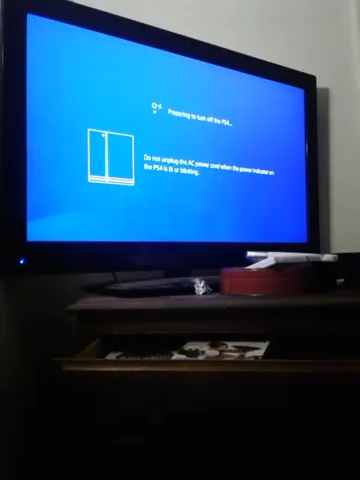 Preparing to turn off the PS4...
Do not unplug the AC power cord when the power indicator on
the PS4 is lit or blinking.